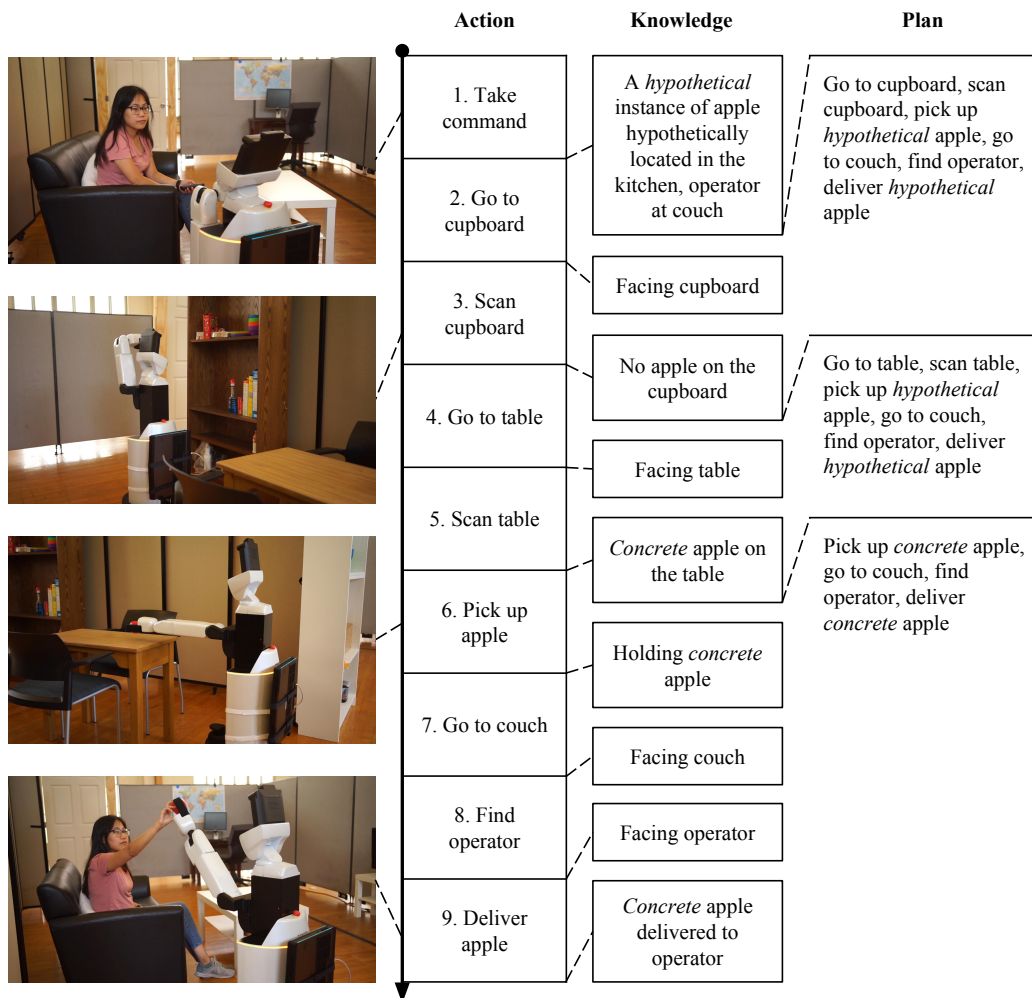 Action
Knowledge
Plan
1. Take
command
2. Go to
cupboard
3. Scan
cupboard
4. Go to table
5. Scan table
6. Pick up
apple
7. Go to couch
8. Find
operator
9. Deliver
apple
A hypothetical
instance of apple
hypothetically
located in the
kitchen, operator
at couch
Facing cupboard
No apple on the
cupboard
Facing table
Concrete apple on
the table
Holding concrete
apple
Facing couch
Facing operator
Concrete apple
delivered to
operator
Go to cupboard, scan
cupboard, pick up
hypothetical apple, go
to couch, find operator,
deliver hypothetical
apple
Go to table, scan table,
pick up hypothetical
apple, go to couch,
find operator, deliver
hypothetical apple
Pick up concrete apple,
go to couch, find
operator, deliver
concrete apple